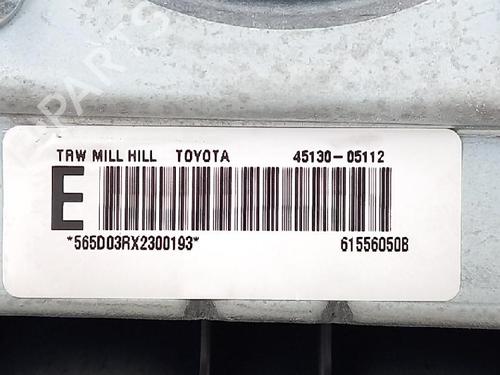 TRW MILL HILL TOYOTA 45130-05112
E
*565D03RX2300193* 61556050B